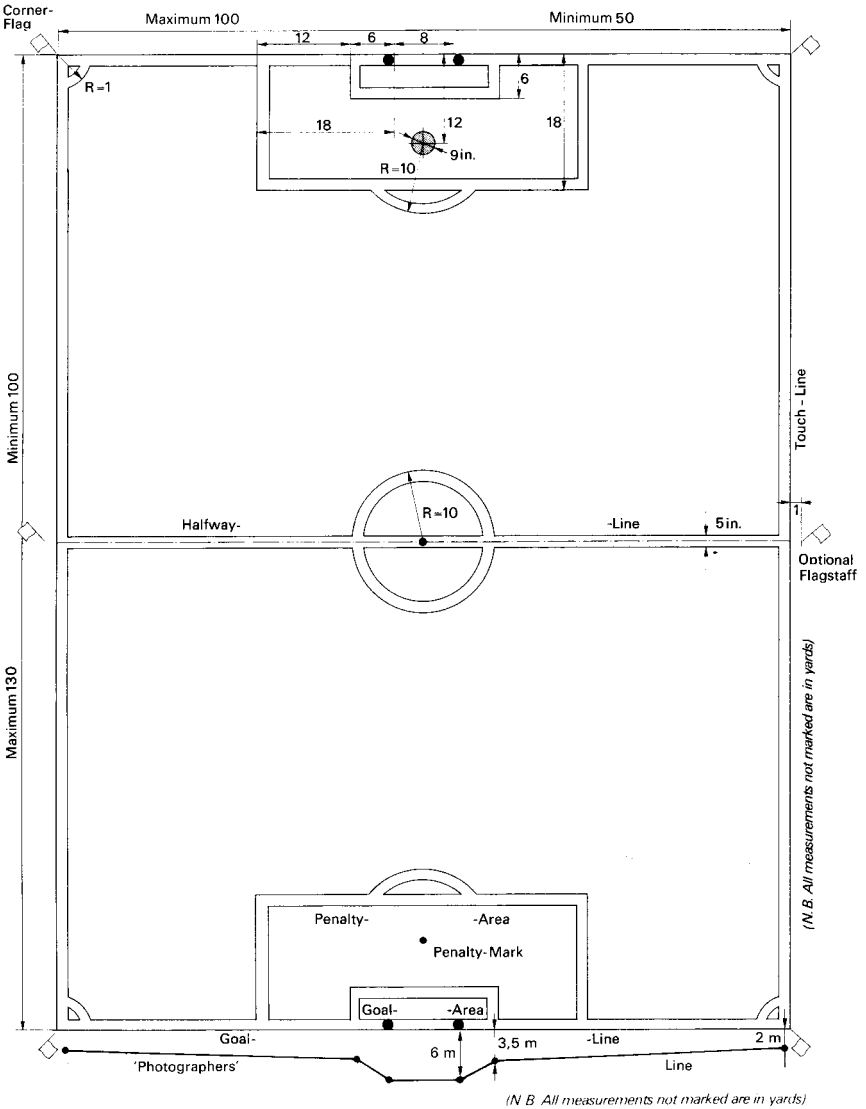 Corner-
Flag
Maximum 100
Minimum 50
12
6
8
R=1
6
18
12
18
9in.
R=10
Minimum 100
Touch-Line
R=10
Halfway-
-Line
5in.
1
Optional
Flagstaff
Maximum 130
(N.B. All measurements not marked are in yards)
Penalty-
-Area
Penalty-Mark
Goal-
-Area
Goal-
-Line
6 m
3,5 m
2 m
'Photographers'
Line
(N.B. All measurements not marked are in yards)